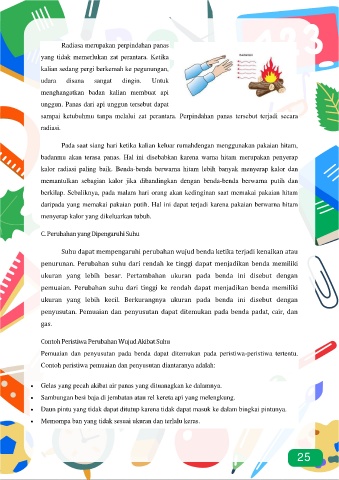 Radiasa merupakan perpindahan panas
yang tidak memerlukan zat perantara. Ketika
kalian sedang pergi berkemah ke pegunungan,
udara disana sangat dingin. Untuk
menghangatkan badan kalian membuat api
unggun. Panas dari api unggun tersebut dapat
sampai ketubuhmu tanpa melalui zat perantara. Perpindahan panas tersebut terjadi secara
radiasi.
Pada saat siang hari ketika kalian keluar rumahdengan menggunakan pakaian hitam,
badanmu akan terasa panas. Hal ini disebabkan karena warna hitam merupakan penyerap
kalor radiasi paling baik. Benda-benda berwarna hitam lebih banyak menyerap kalor dan
memantulkan sebagian kalor jika dibandingkan dengan benda-benda berwarna putih dan
berkilap. Sebaliknya, pada malam hari orang akan kedinginan saat memakai pakaian hitam
daripada yang memakai pakaian putih. Hal ini dapat terjadi karena pakaian berwarna hitam
menyerap kalor yang dikeluarkan tubuh.
C. Perubahan yang Dipengaruhi Suhu
Suhu dapat mempengaruhi perubahan wujud benda ketika terjadi kenaikan atau
penurunan. Perubahan suhu dari rendah ke tinggi dapat menjadikan benda memiliki
ukuran yang lebih besar. Pertambahan ukuran pada benda ini disebut dengan
pemuaian. Perubahan suhu dari tinggi ke rendah dapat menjadikan benda memiliki
ukuran yang lebih kecil. Berkurangnya ukuran pada benda ini disebut dengan
penyusutan. Pemuaian dan penyusutan dapat ditemukan pada benda padat, cair, dan
gas.
Contoh Peristiwa Perubahan Wujud Akibat Suhu
Pemuaian dan penyusutan pada benda dapat ditemukan pada peristiwa-peristiwa tertentu.
Contoh peristiwa pemuaian dan penyusutan diantaranya adalah:
• Gelas yang pecah akibat air panas yang dituangkan ke dalamnya.
• Sambungan besi baja di jembatan atau rel kereta api yang melengkung.
• Daun pintu yang tidak dapat ditutup karena tidak dapat masuk ke dalam bingkai pintunya.
• Memompa ban yang tidak sesuai ukuran dan terlalu keras.
25